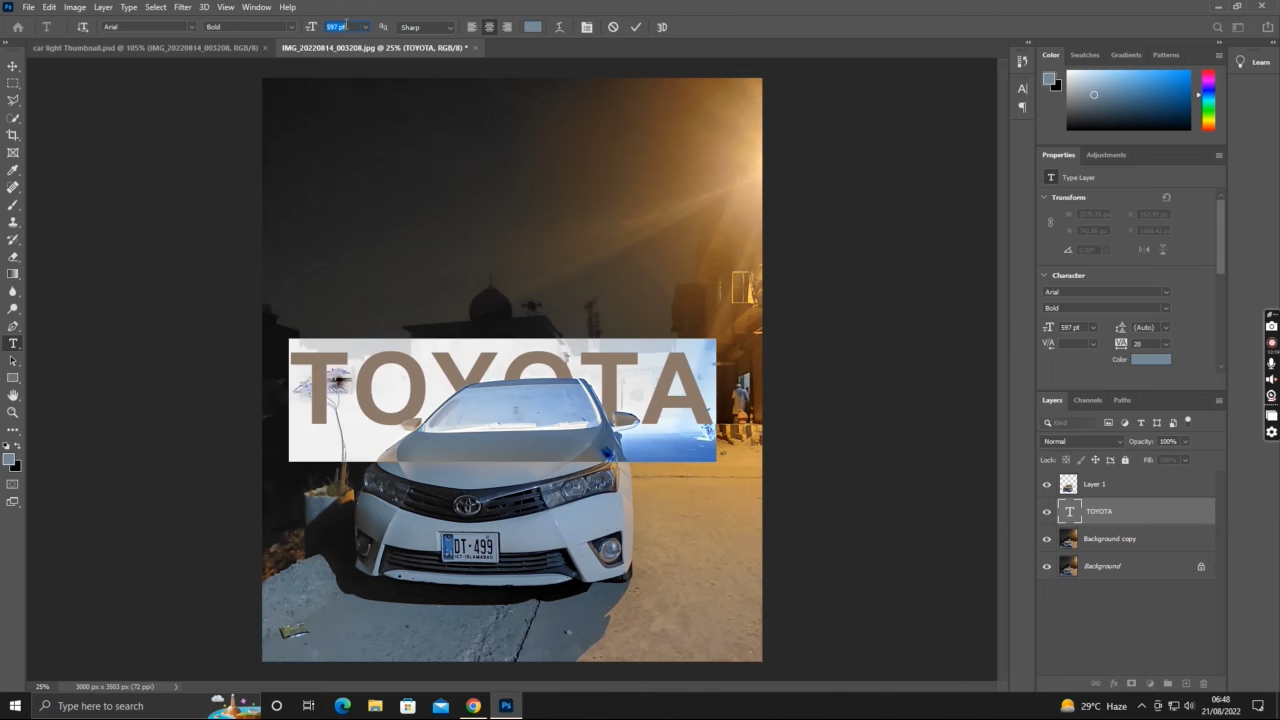 File Edit Image Layer Type Select Filter 3D View Window Help
Arial Bold 597 pt Sharp 3D
car light Thumbnail.psd @ 105% (IMG_20220814_003208, RGB/8) × IMG_20220814_003208.jpg @ 25% (TOYOTA, RGB/8) * ×
Color Swatches Gradients Patterns
Learn
Properties Adjustments
Type Layer
Transform
Character
Arial
Bold
597 pt (Auto)
20
Color
TOYOTA
DT·499
ICT-ISLAMABAD
Layers Channels Paths
Kind
Normal Opacity: 100%
Lock: Fill: 100%
Layer 1
TOYOTA
Background copy
Background
25% 3000 px x 3503 px (72 ppi)
Type here to search
29°C Haze
06:48
21/08/2022